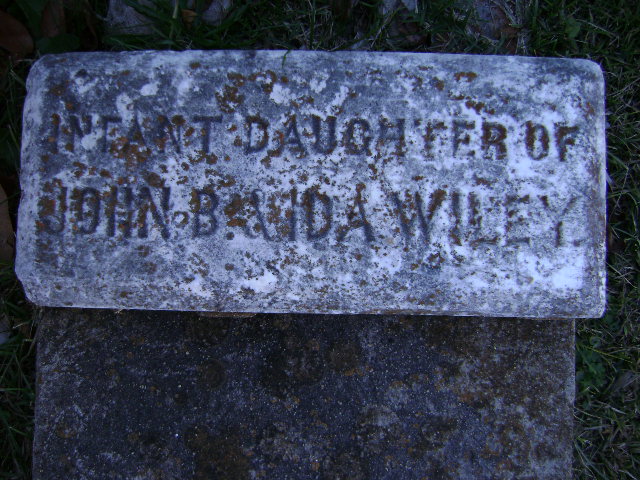 INFANT DAUGHTER OF
JOHN.B.&IDA WILEY.